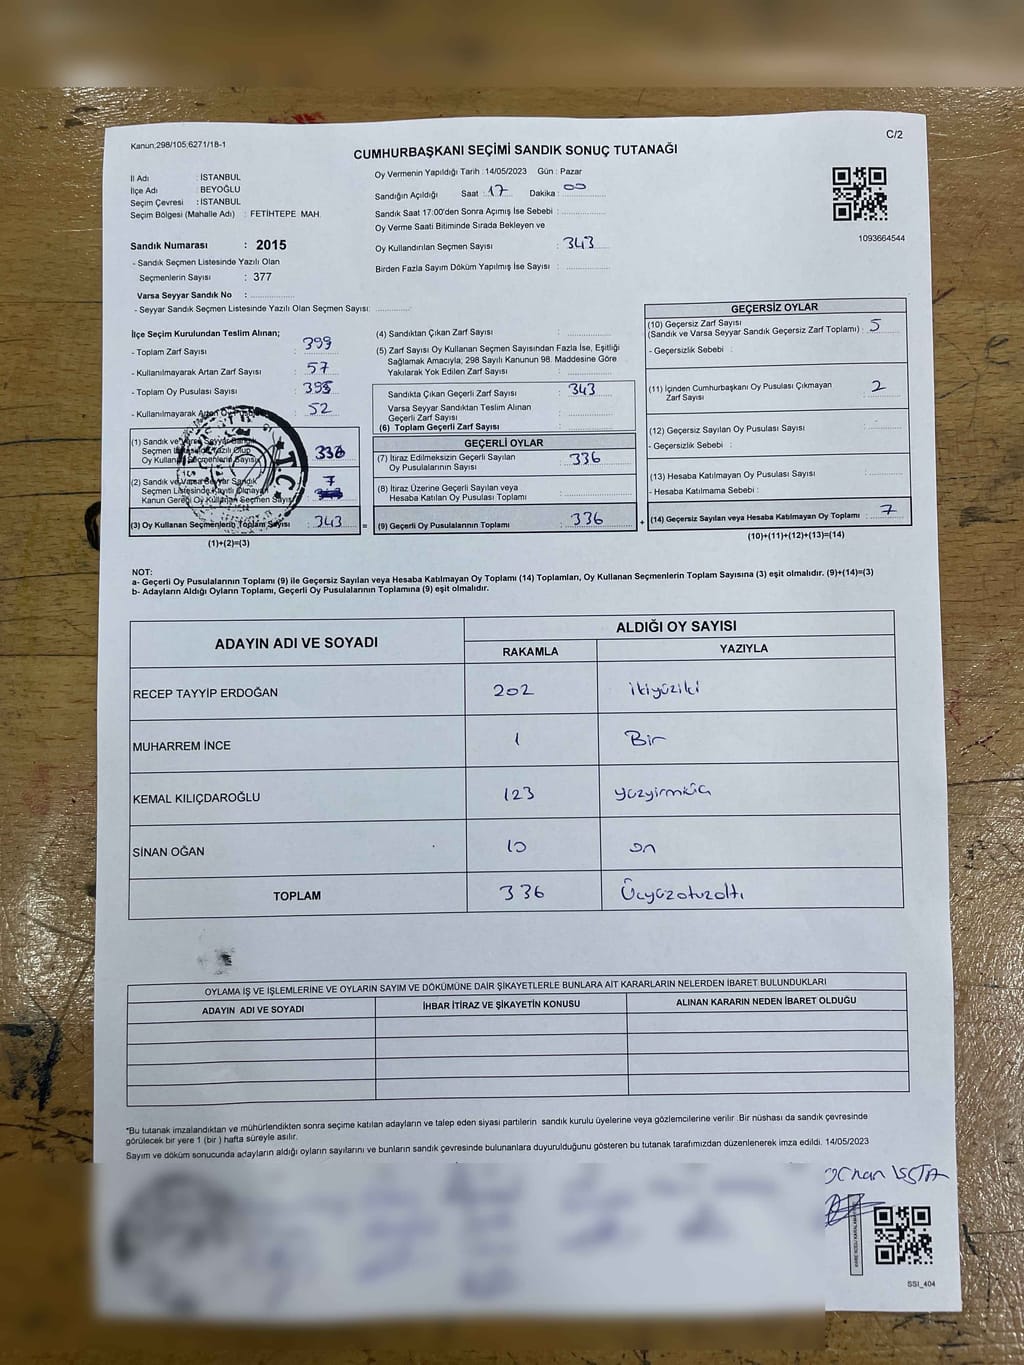 Kanun:298/105;6271/18-1
C/2
CUMHURBAŞKANI SEÇİMİ SANDIK SONUÇ TUTANAĞI
İl Adı : İSTANBUL
İlçe Adı : BEYOĞLU
Seçim Çevresi : İSTANBUL
Seçim Bölgesi (Mahalle Adı) : FETİHTEPE MAH.
Sandık Numarası : 2015
- Sandık Seçmen Listesinde Yazılı Olan
Seçmenlerin Sayısı : 377
Varsa Seyyar Sandık No :
- Seyyar Sandık Seçmen Listesinde Yazılı Olan Seçmen Sayısı:
Oy Vermenin Yapıldığı Tarih : 14/05/2023 Gün : Pazar
Sandığın Açıldığı Saat : 17 Dakika : 00
Sandık Saat 17:00'den Sonra Açımış İse Sebebi :
Oy Verme Saati Bitiminde Sırada Bekleyen ve
Oy Kullandırılan Seçmen Sayısı : 343
Birden Fazla Sayım Döküm Yapılmış İse Sayısı :
1093664544
İlçe Seçim Kurulundan Teslim Alınan;
- Toplam Zarf Sayısı : 399
- Kullanılmayarak Artan Zarf Sayısı : 57
- Toplam Oy Pusulası Sayısı :
- Kullanılmayarak Artan : 52
(1) Sandık ve Varsa Seyyar Sandık
Seçmen Listesinde Yazılı Olup
Oy Kullanan Seçmenlerin Sayısı : 336
(2) Sandık ve Varsa Seyyar Sandık
Seçmen Listesinde Kayıtlı Olmayan
Kanun Gereği Oy Kullanan Seçmen Sayısı : 7
T.C.
(3) Oy Kullanan Seçmenlerin Toplam Sayısı : 343 =
(1)+(2)=(3)
(4) Sandıktan Çıkan Zarf Sayısı :
(5) Zarf Sayısı Oy Kullanan Seçmen Sayısından Fazla İse, Eşitliği
Sağlamak Amacıyla; 298 Sayılı Kanunun 98. Maddesine Göre
Yakılarak Yok Edilen Zarf Sayısı :
Sandıkta Çıkan Geçerli Zarf Sayısı : 343
Varsa Seyyar Sandıktan Teslim Alınan
Geçerli Zarf Sayısı :
(6) Toplam Geçerli Zarf Sayısı :
GEÇERLİ OYLAR
(7) İtiraz Edilmeksizin Geçerli Sayılan
Oy Pusulalarının Sayısı : 336
(8) İtiraz Üzerine Geçerli Sayılan veya
Hesaba Katılan Oy Pusulası Toplamı :
(9) Geçerli Oy Pusulalarının Toplamı : 336 +
GEÇERSİZ OYLAR
(10) Geçersiz Zarf Sayısı
(Sandık ve Varsa Seyyar Sandık Geçersiz Zarf Toplamı) : 5
- Geçersizlik Sebebi :
(11) İçinden Cumhurbaşkanı Oy Pusulası Çıkmayan
Zarf Sayısı : 2
(12) Geçersiz Sayılan Oy Pusulası Sayısı :
- Geçersizlik Sebebi :
(13) Hesaba Katılmayan Oy Pusulası Sayısı :
- Hesaba Katılmama Sebebi :
(14) Geçersiz Sayılan veya Hesaba Katılmayan Oy Toplamı : 7
(10)+(11)+(12)+(13)=(14)
NOT:
a- Geçerli Oy Pusulalarının Toplamı (9) ile Geçersiz Sayılan veya Hesaba Katılmayan Oy Toplamı (14) Toplamları, Oy Kullanan Seçmenlerin Toplam Sayısına (3) eşit olmalıdır. (9)+(14)=(3)
b- Adayların Aldığı Oyların Toplamı, Geçerli Oy Pusulalarının Toplamına (9) eşit olmalıdır.
ADAYIN ADI VE SOYADI
ALDIĞI OY SAYISI
RAKAMLA YAZIYLA
RECEP TAYYİP ERDOĞAN 202 ikiyüziki
MUHARREM İNCE 1 Bir
KEMAL KILIÇDAROĞLU 123 yüzyirmiüç
SİNAN OĞAN 10 on
TOPLAM 336 Üçyüzotuzaltı
OYLAMA İŞ VE İŞLEMLERİNE VE OYLARIN SAYIM VE DÖKÜMÜNE DAİR ŞİKAYETLERLE BUNLARA AİT KARARLARIN NELERDEN İBARET BULUNDUKLARI
ADAYIN ADI VE SOYADI İHBAR İTİRAZ VE ŞİKAYETİN KONUSU ALINAN KARARIN NEDEN İBARET OLDUĞU
*Bu tutanak imzalandıktan ve mühürlendikten sonra seçime katılan adayların ve talep eden siyasi partilerin sandık kurulu üyelerine veya gözlemcilerine verilir. Bir nüshası da sandık çevresinde
görülecek bir yere 1 (bir) hafta süreyle asılır.
Sayım ve döküm sonucunda adayların aldığı oyların sayılarını ve bunların sandık çevresinde bulunanlara duyurulduğunu gösteren bu tutanak tarafımızdan düzenlenerek imza edildi. 14/05/2023
SSI_404